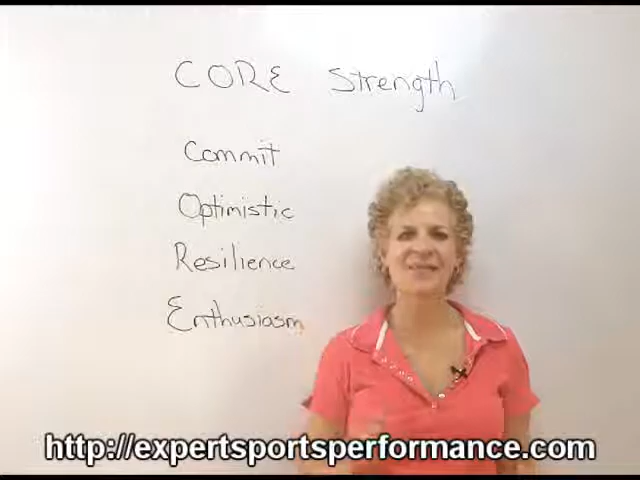 CORE Strength
Commit
Optimistic
Resilience
Enthusiasm
http://expertsportsperformance.com